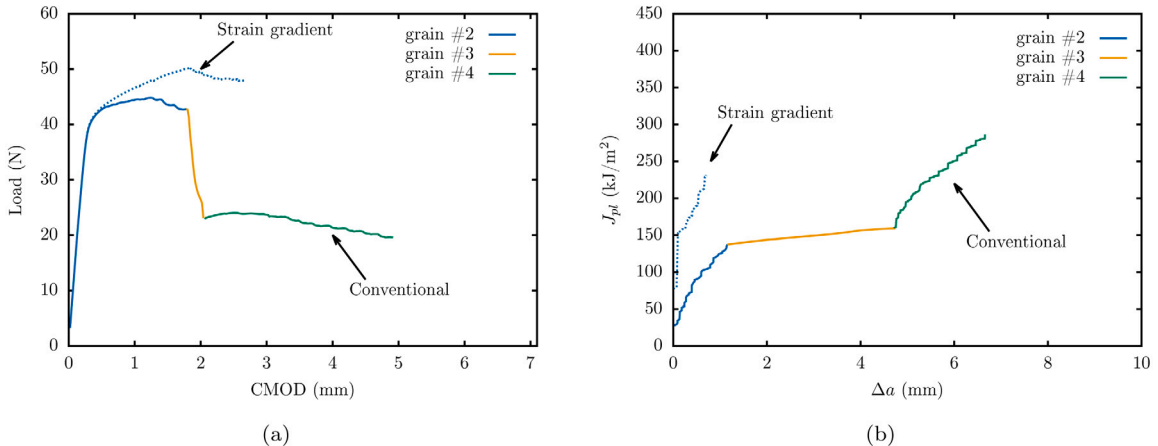 Load (N)
60
50
40
30
20
10
0
0 1 2 3 4 5 6 7
CMOD (mm)
Strain gradient
grain #2
grain #3
grain #4
Conventional
(a)
J_{pl} (kJ/m²)
450
400
350
300
250
200
150
100
50
0
0 2 4 6 8 10
Δa (mm)
grain #2
grain #3
grain #4
Strain gradient
Conventional
(b)